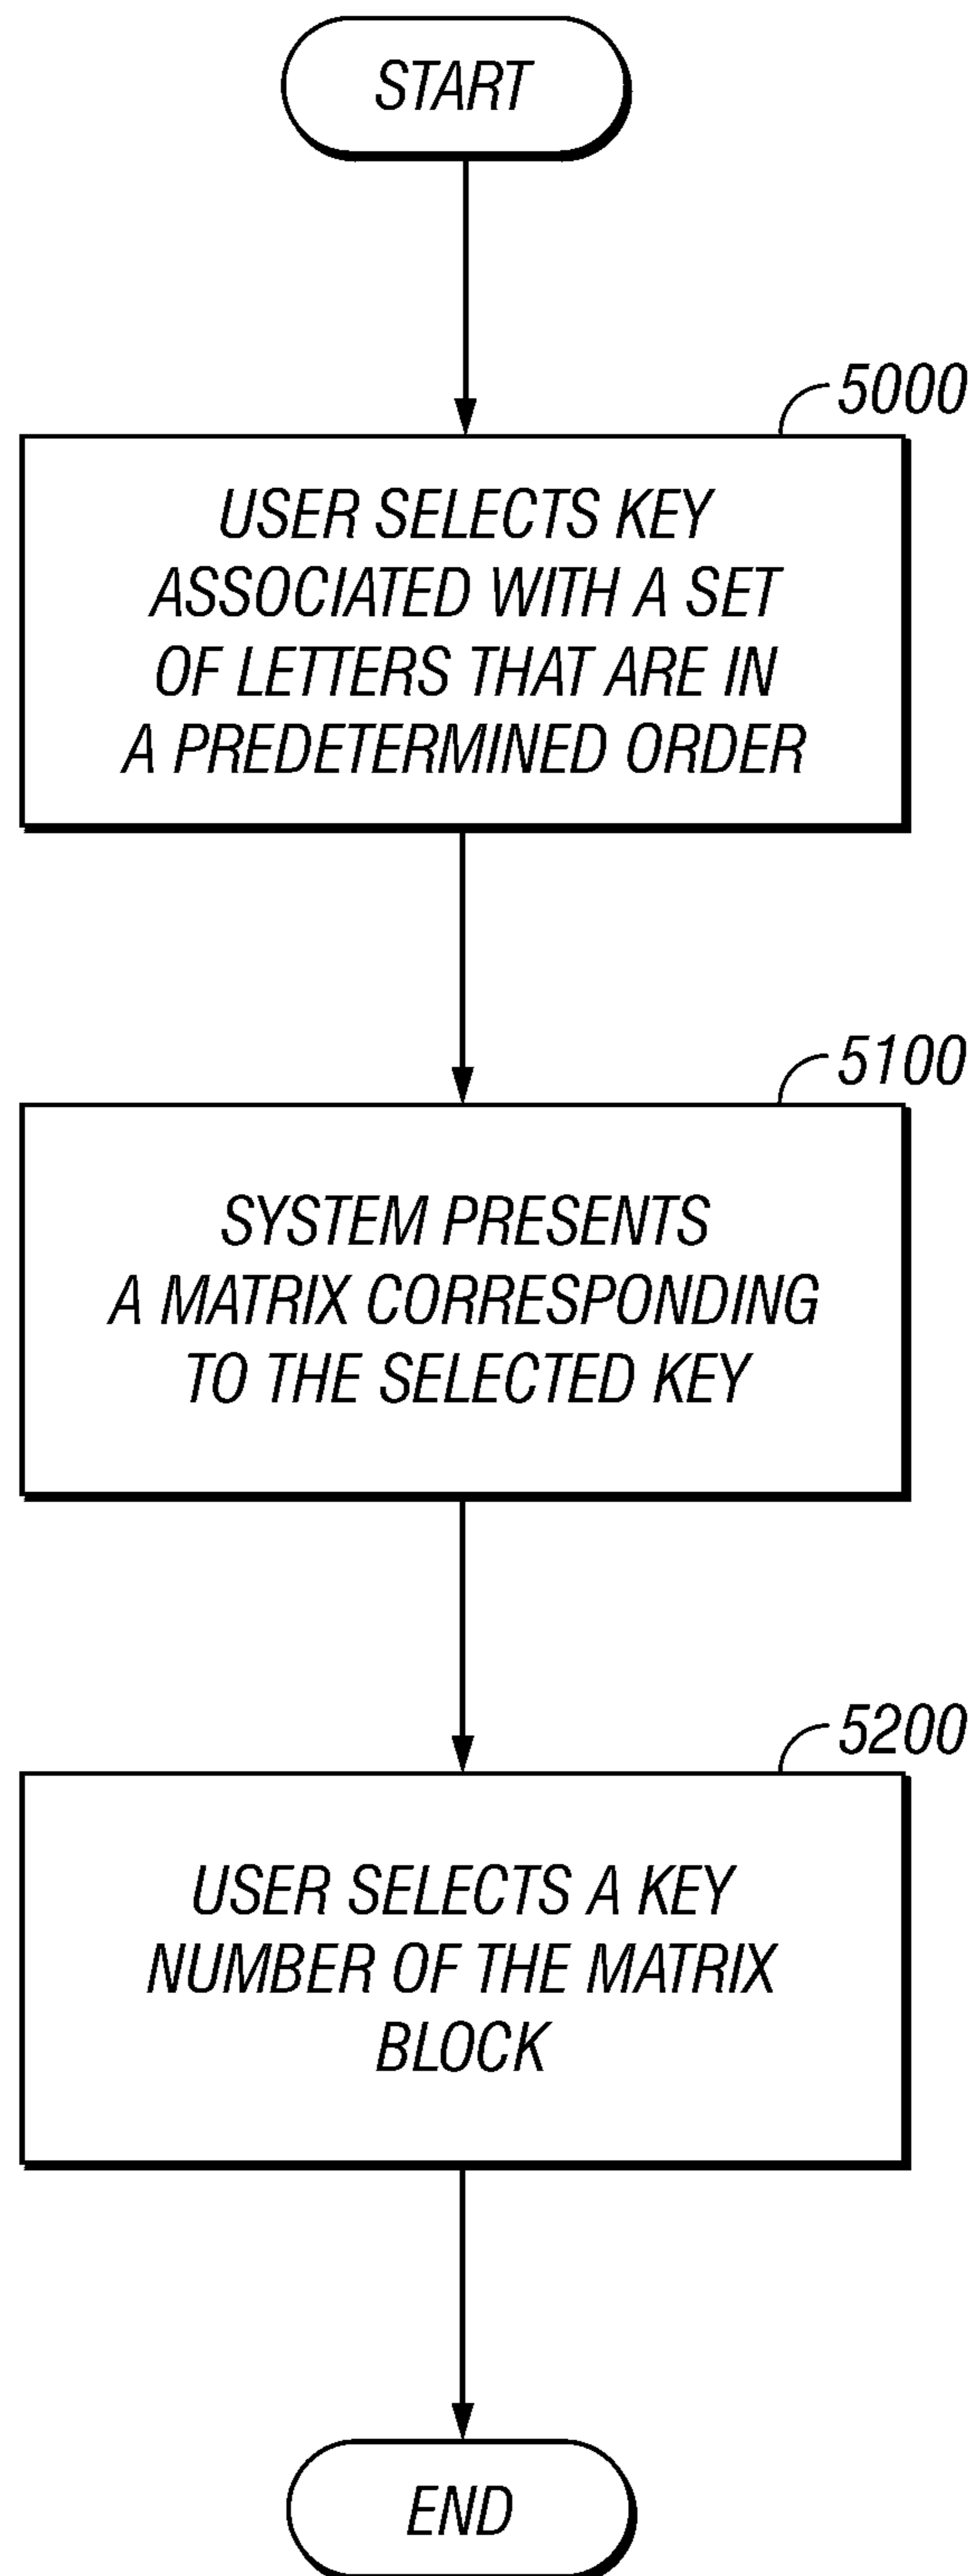 START
5000
USER SELECTS KEY
ASSOCIATED WITH A SET
OF LETTERS THAT ARE IN
A PREDETERMINED ORDER
5100
SYSTEM PRESENTS
A MATRIX CORRESPONDING
TO THE SELECTED KEY
5200
USER SELECTS A KEY
NUMBER OF THE MATRIX
BLOCK
END